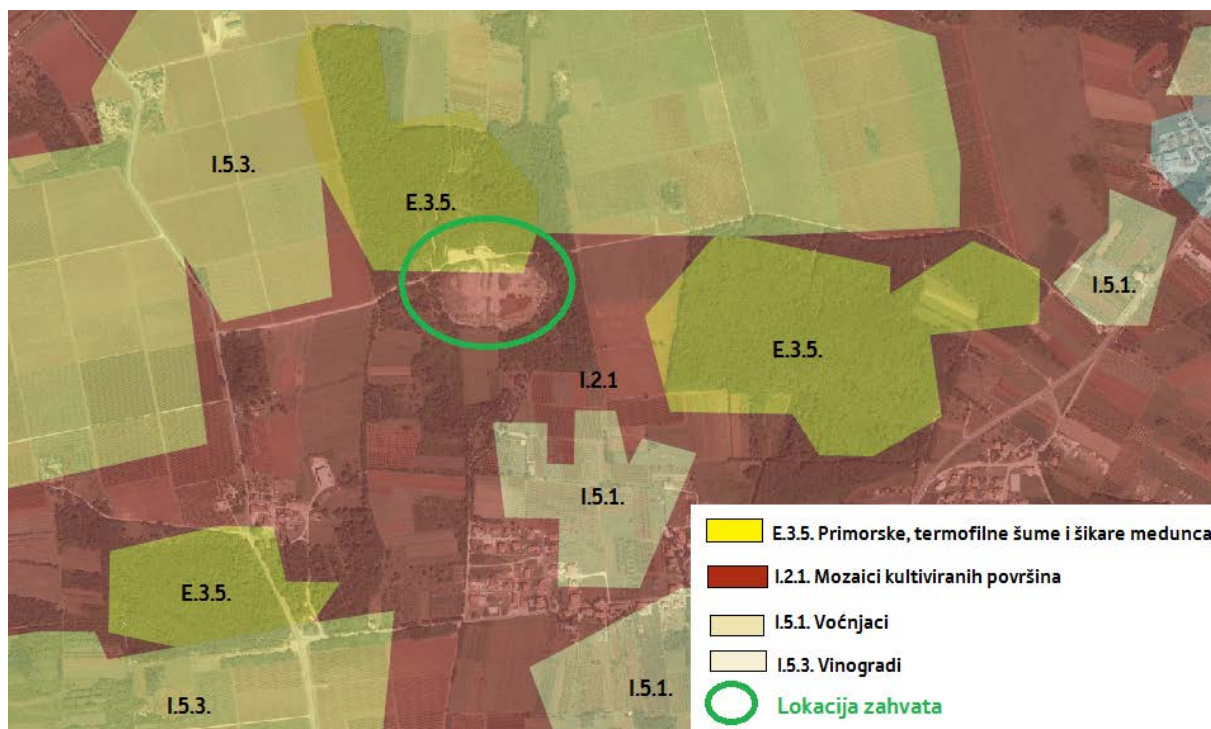 I.5.3.
E.3.5.
I.5.1.
E.3.5.
I.2.1
I.5.1.
E.3.5.
I.5.3.
I.5.1.
E.3.5. Primorske, termofilne šume i šikare medunca
I.2.1. Mozaici kultiviranih površina
I.5.1. Voćnjaci
I.5.3. Vinogradi
Lokacija zahvata